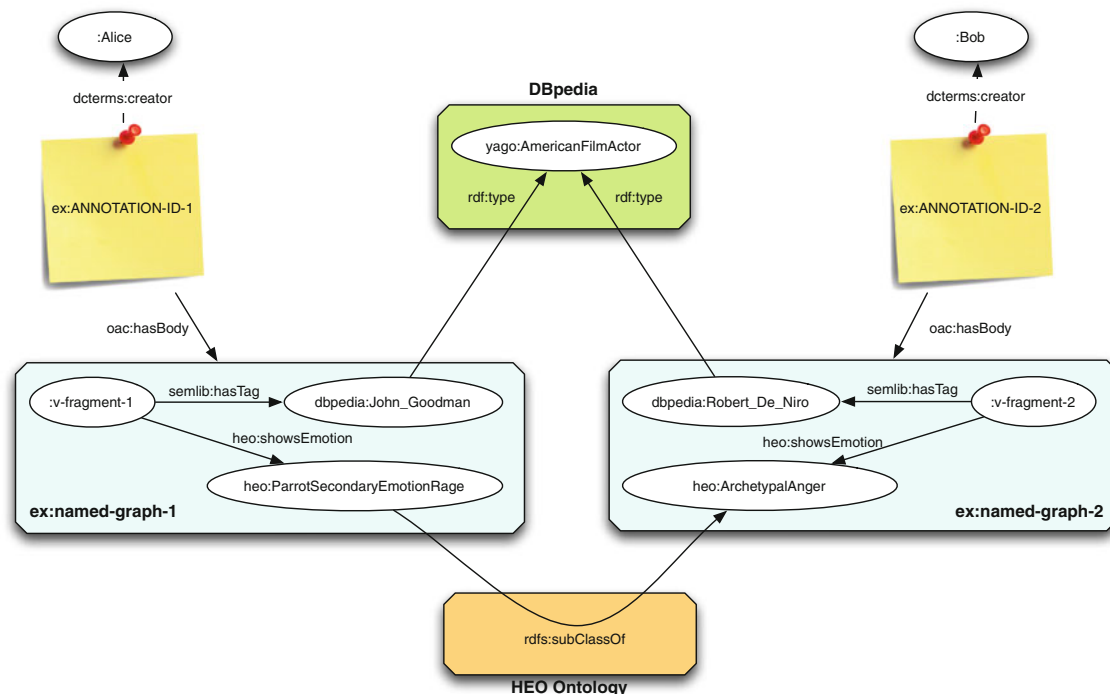 :Alice
:Bob
dcterms:creator
dcterms:creator
DBpedia
yago:AmericanFilmActor
rdf:type
rdf:type
ex:ANNOTATION-ID-1
ex:ANNOTATION-ID-2
oac:hasBody
oac:hasBody
:v-fragment-1
semlib:hasTag
dbpedia:John_Goodman
heo:showsEmotion
heo:ParrotSecondaryEmotionRage
ex:named-graph-1
dbpedia:Robert_De_Niro
semlib:hasTag
:v-fragment-2
heo:showsEmotion
heo:ArchetypalAnger
ex:named-graph-2
rdfs:subClassOf
HEO Ontology